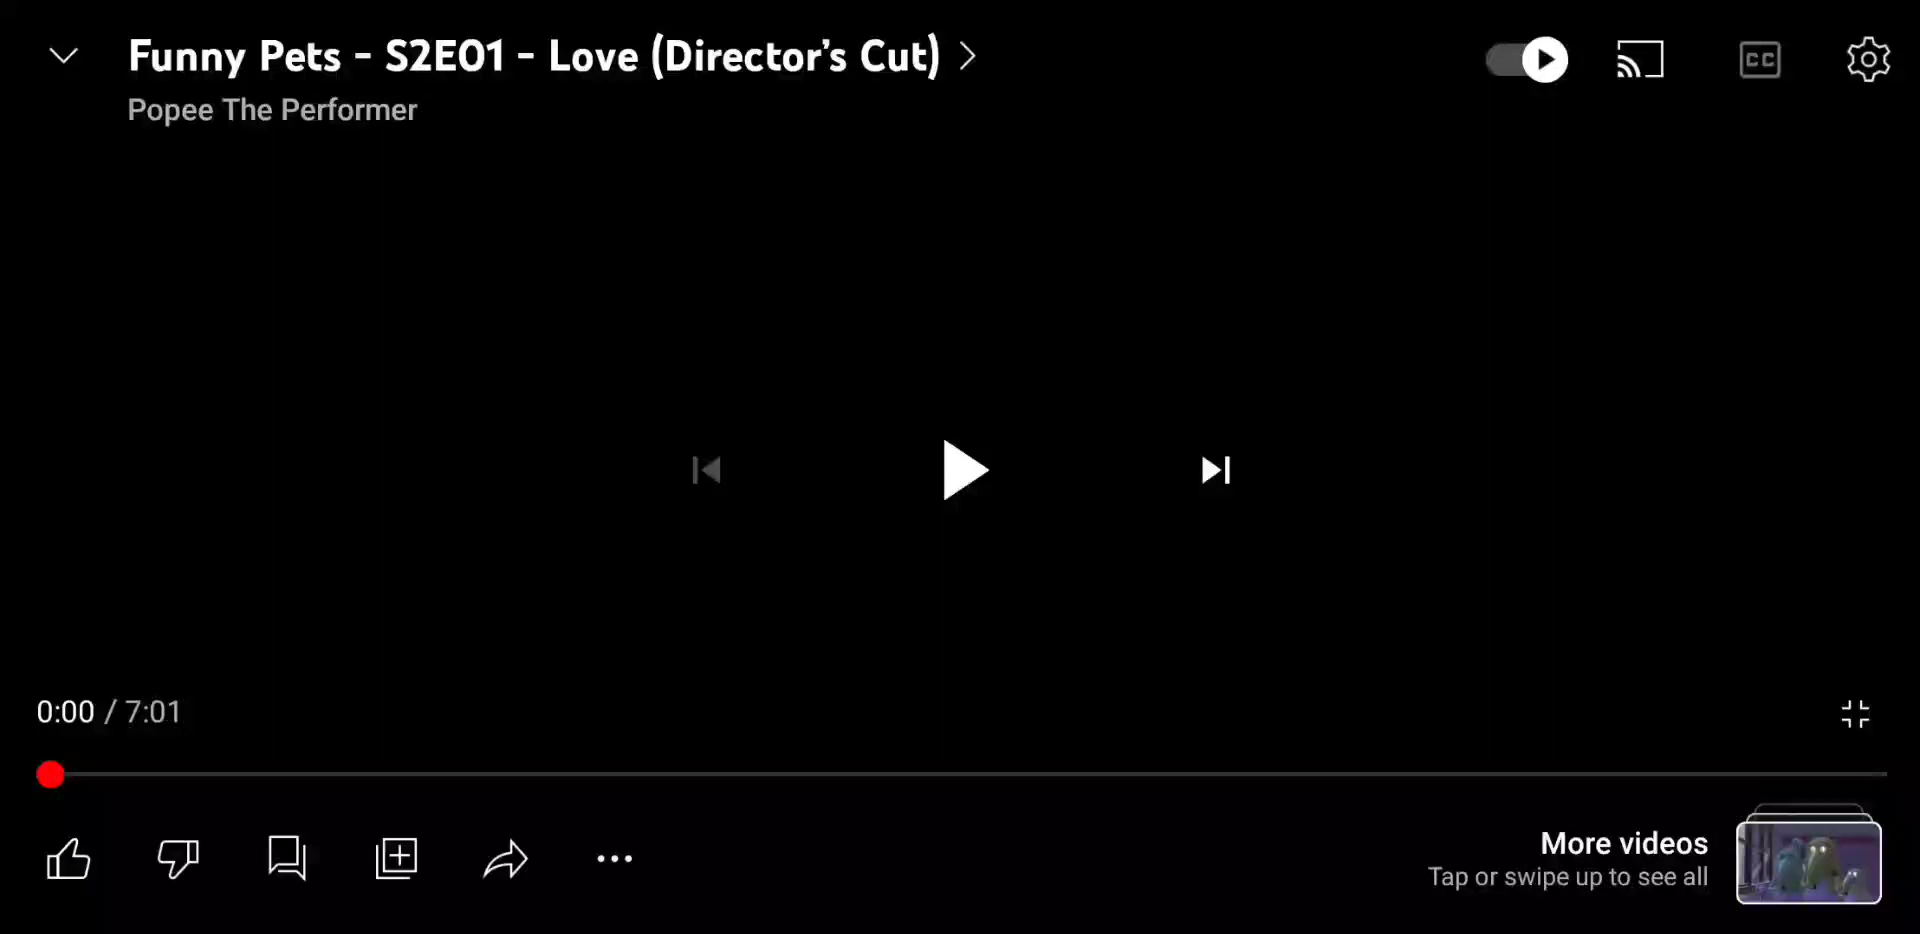 Funny Pets - S2E01 - Love (Director's Cut)
Popee The Performer
CC
0:00 / 7:01
More videos
Tap or swipe up to see all